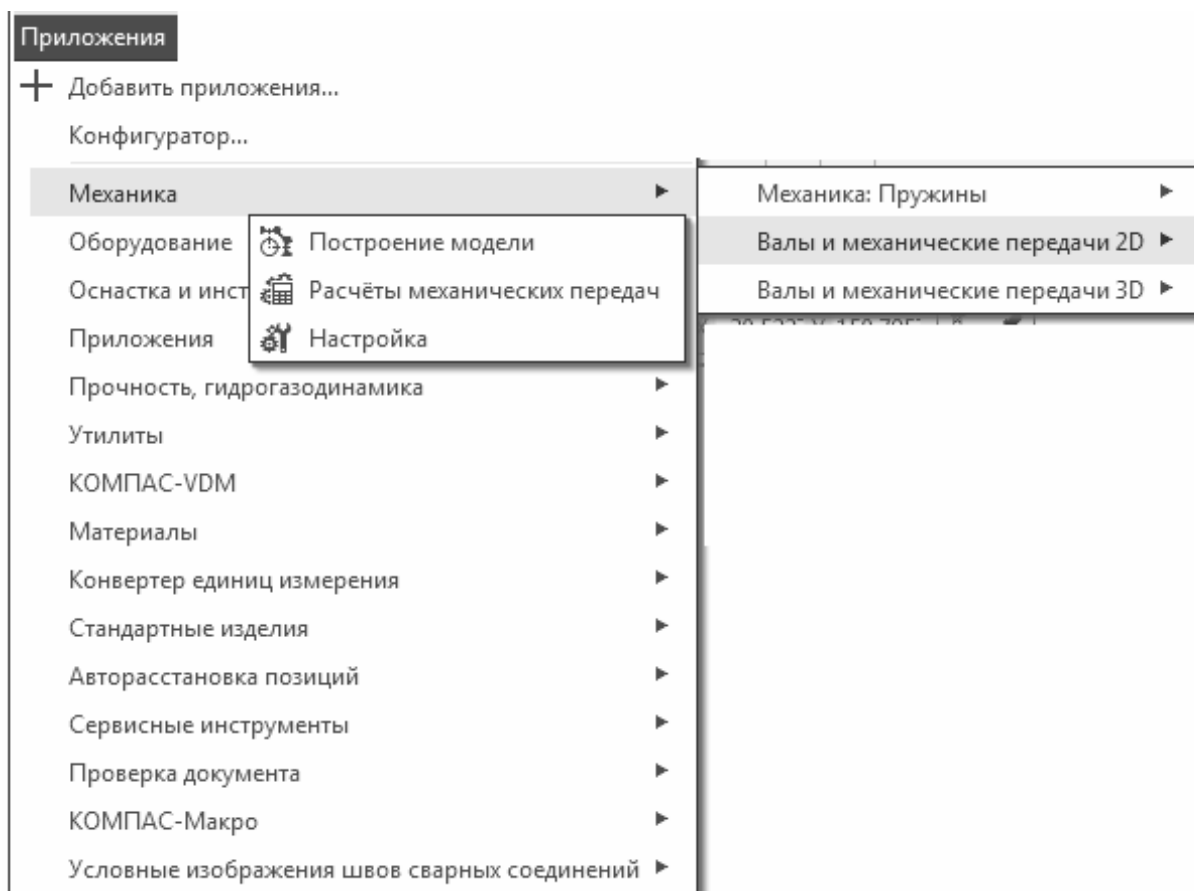 Приложения
Добавить приложения...
Конфигуратор...
Механика
Механика: Пружины
Оборудование
Построение модели
Валы и механические передачи 2D
Оснастка и инст
Расчёты механических передач
Валы и механические передачи 3D
Приложения
Настройка
Прочность, гидрогазодинамика
Утилиты
КОМПАС-VDM
Материалы
Конвертер единиц измерения
Стандартные изделия
Авторасстановка позиций
Сервисные инструменты
Проверка документа
КОМПАС-Макро
Условные изображения швов сварных соединений